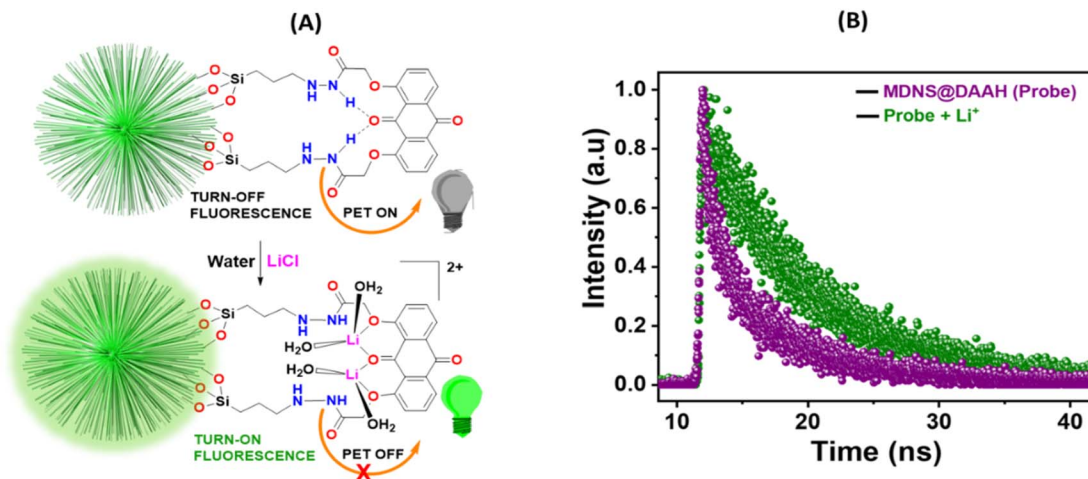 (A)
(B)
O
O
O
Si
N
H
N
H
O
O
O
O
O
O
O
Si
N
H
N
H
O
O
TURN-OFF
FLUORESCENCE
PET ON
Water
LiCl
2+
O
O
O
Si
H
N
NH
O
O
OH2
H2O
Li
O
O
H2O
Li
O
O
O
Si
N
H
NH
O
O
OH2
TURN-ON
FLUORESCENCE
PET OFF
X
MDNS@DAAH (Probe)
Probe + Li+
Intensity (a.u)
1.0
0.8
0.6
0.4
0.2
0.0
10
20
30
40
Time (ns)